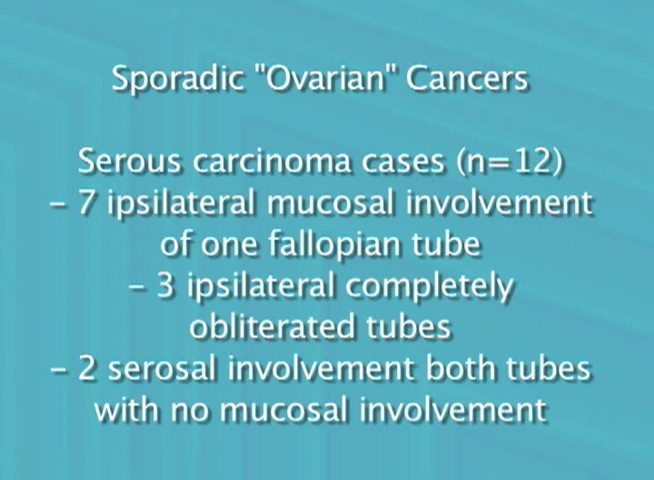 Sporadic "Ovarian" Cancers
Serous carcinoma cases (n=12)
– 7 ipsilateral mucosal involvement
of one fallopian tube
– 3 ipsilateral completely
obliterated tubes
– 2 serosal involvement both tubes
with no mucosal involvement